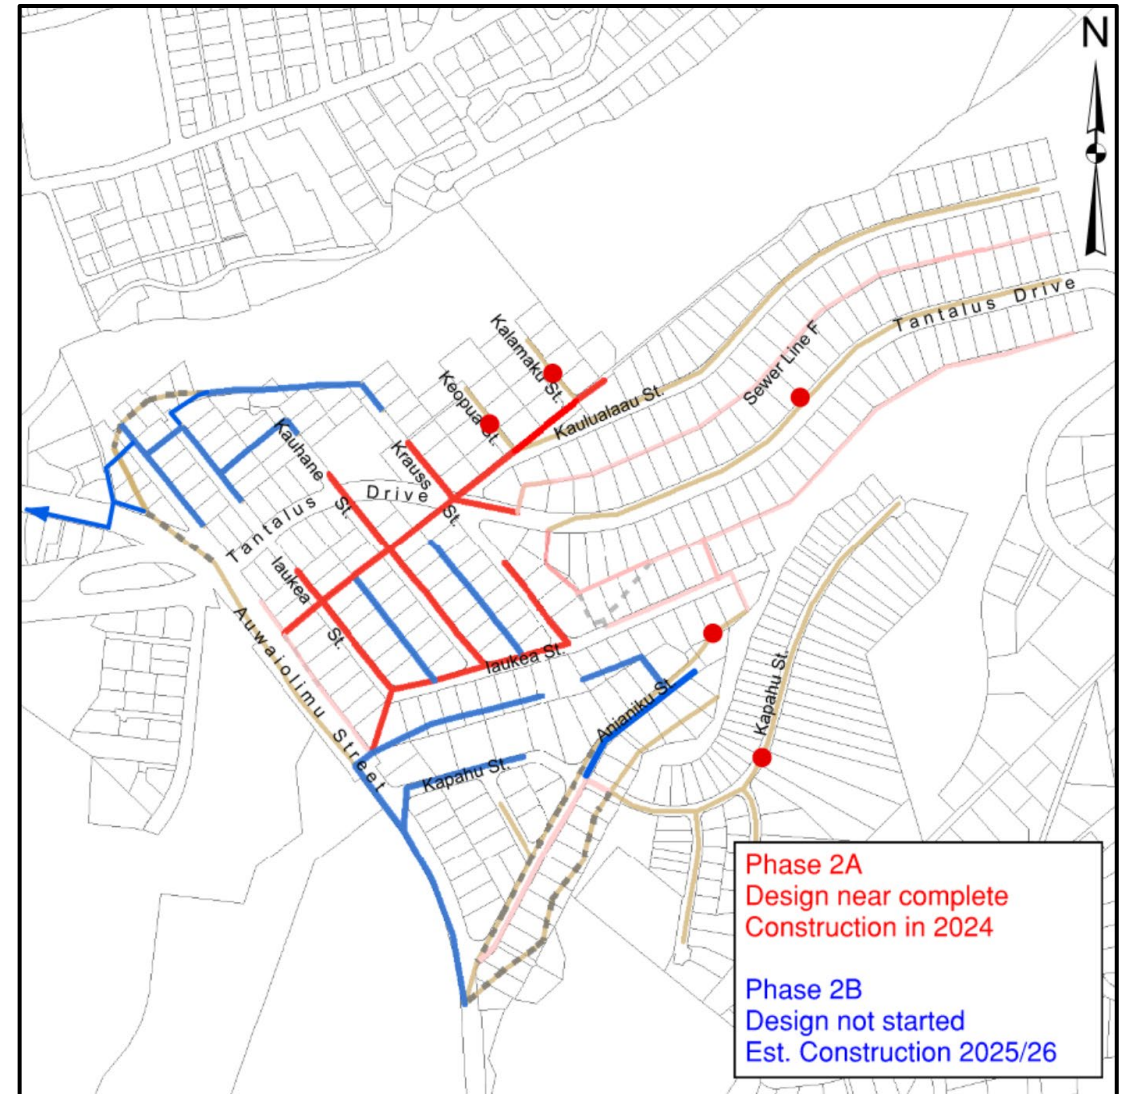 N
Kalamaku St.
Keopua St.
Kaulualaau St.
Sewer Line F
Tantalus Drive
Kauhane St.
Krauss St.
Tantalus Drive
Iaukea St.
Auwaiolimu Street
Iaukea St.
Anianiku St.
Kapahu St.
Kapahu St.
Phase 2A
Design near complete
Construction in 2024
Phase 2B
Design not started
Est. Construction 2025/26